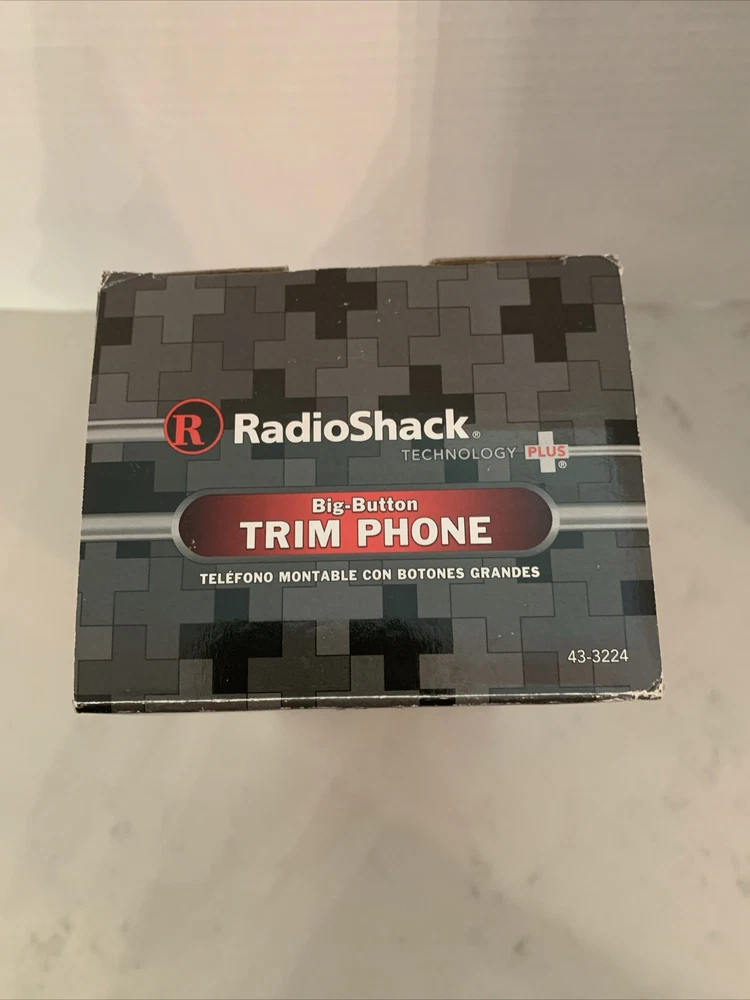 R RadioShack®
TECHNOLOGY PLUS®
Big-Button
TRIM PHONE
TELÉFONO MONTABLE CON BOTONES GRANDES
43-3224